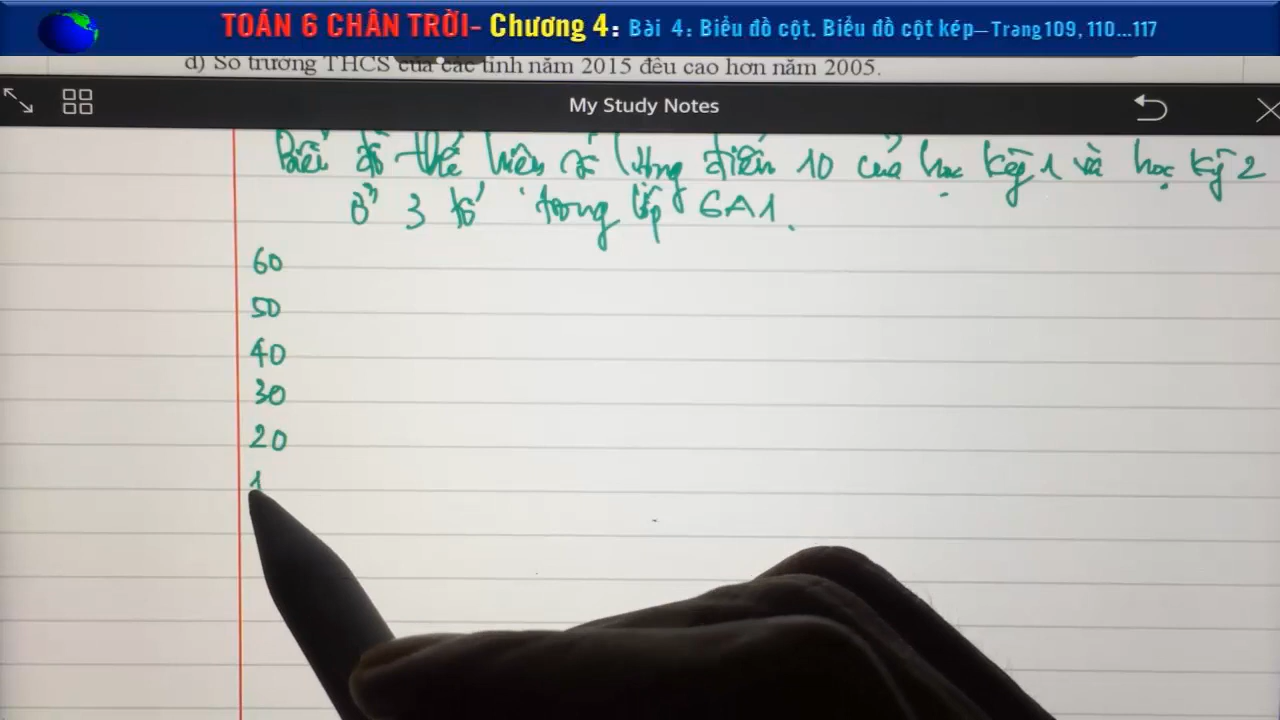 TOÁN 6 CHÂN TRỜI- Chương 4: Bài 4: Biểu đồ cột. Biểu đồ cột kép–Trang 109, 110...117
d) Số trường THCS của các tỉnh năm 2015 đều cao hơn năm 2005.
My Study Notes
Biểu đồ thể hiện số lượng điểm 10 của học kỳ 1 và học kỳ 2
ở 3 tổ trong lớp 6A1.
60
50
40
30
20
1